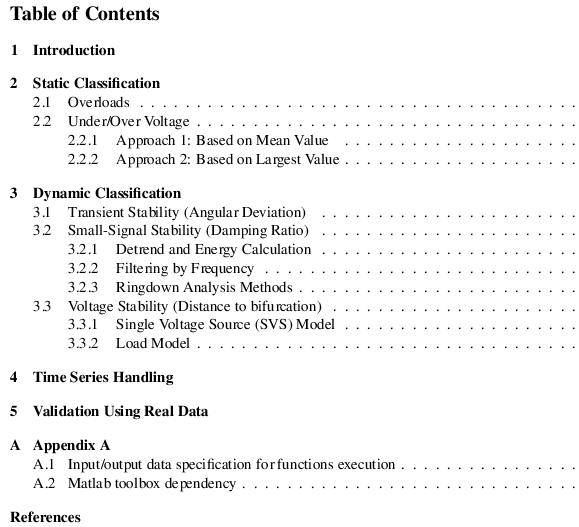 Table of Contents
1 Introduction
2 Static Classification
2.1 Overloads . . . . . . . . . . . . . . . . . . . . . . . . . . . . .
2.2 Under/Over Voltage . . . . . . . . . . . . . . . . . . . . . . . . .
2.2.1 Approach 1: Based on Mean Value . . . . . . . . . . . . . . . .
2.2.2 Approach 2: Based on Largest Value . . . . . . . . . . . . . . . .
3 Dynamic Classification
3.1 Transient Stability (Angular Deviation) . . . . . . . . . . . . . . . . .
3.2 Small-Signal Stability (Damping Ratio) . . . . . . . . . . . . . . . . .
3.2.1 Detrend and Energy Calculation . . . . . . . . . . . . . . . . .
3.2.2 Filtering by Frequency . . . . . . . . . . . . . . . . . . . . .
3.2.3 Ringdown Analysis Methods . . . . . . . . . . . . . . . . . . .
3.3 Voltage Stability (Distance to bifurcation) . . . . . . . . . . . . . . . .
3.3.1 Single Voltage Source (SVS) Model . . . . . . . . . . . . . . . .
3.3.2 Load Model . . . . . . . . . . . . . . . . . . . . . . . . . .
4 Time Series Handling
5 Validation Using Real Data
A Appendix A
A.1 Input/output data specification for functions execution . . . . . . . . . . . .
A.2 Matlab toolbox dependency . . . . . . . . . . . . . . . . . . . . . .
References